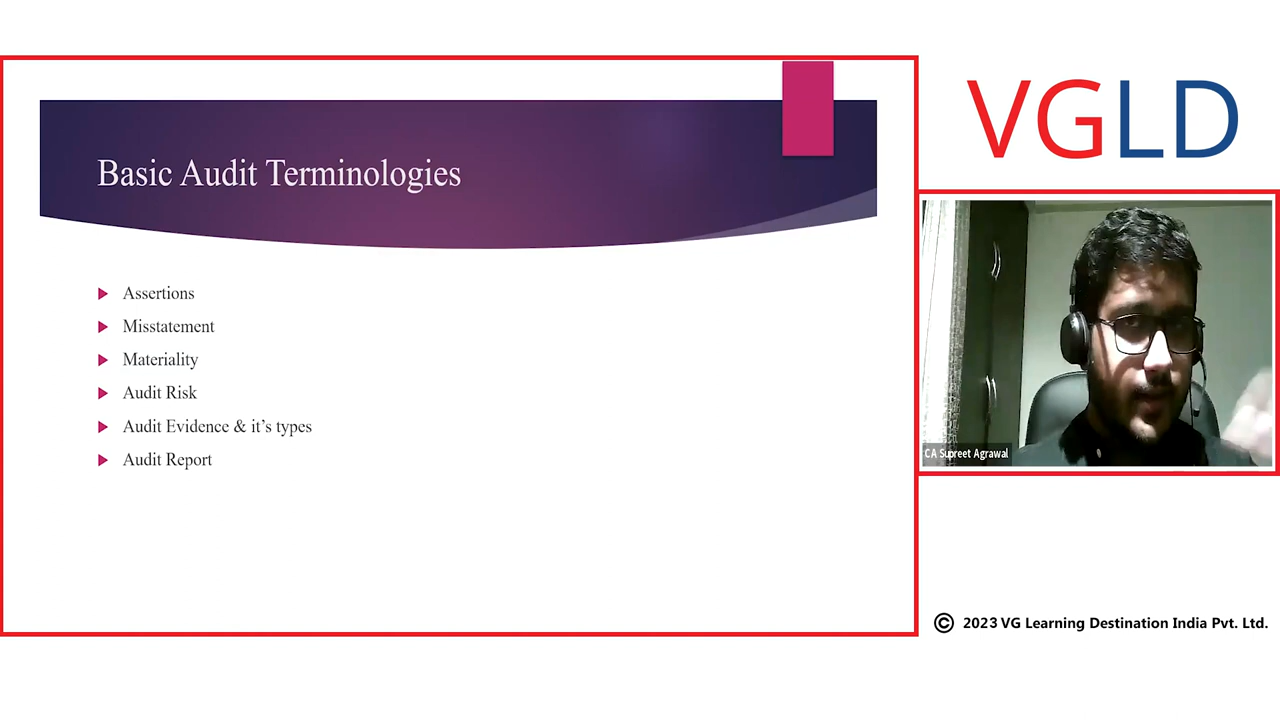 Basic Audit Terminologies
Assertions
Misstatement
Materiality
Audit Risk
Audit Evidence & it’s types
Audit Report
VGLD
CA Supreet Agrawal
© 2023 VG Learning Destination India Pvt. Ltd.